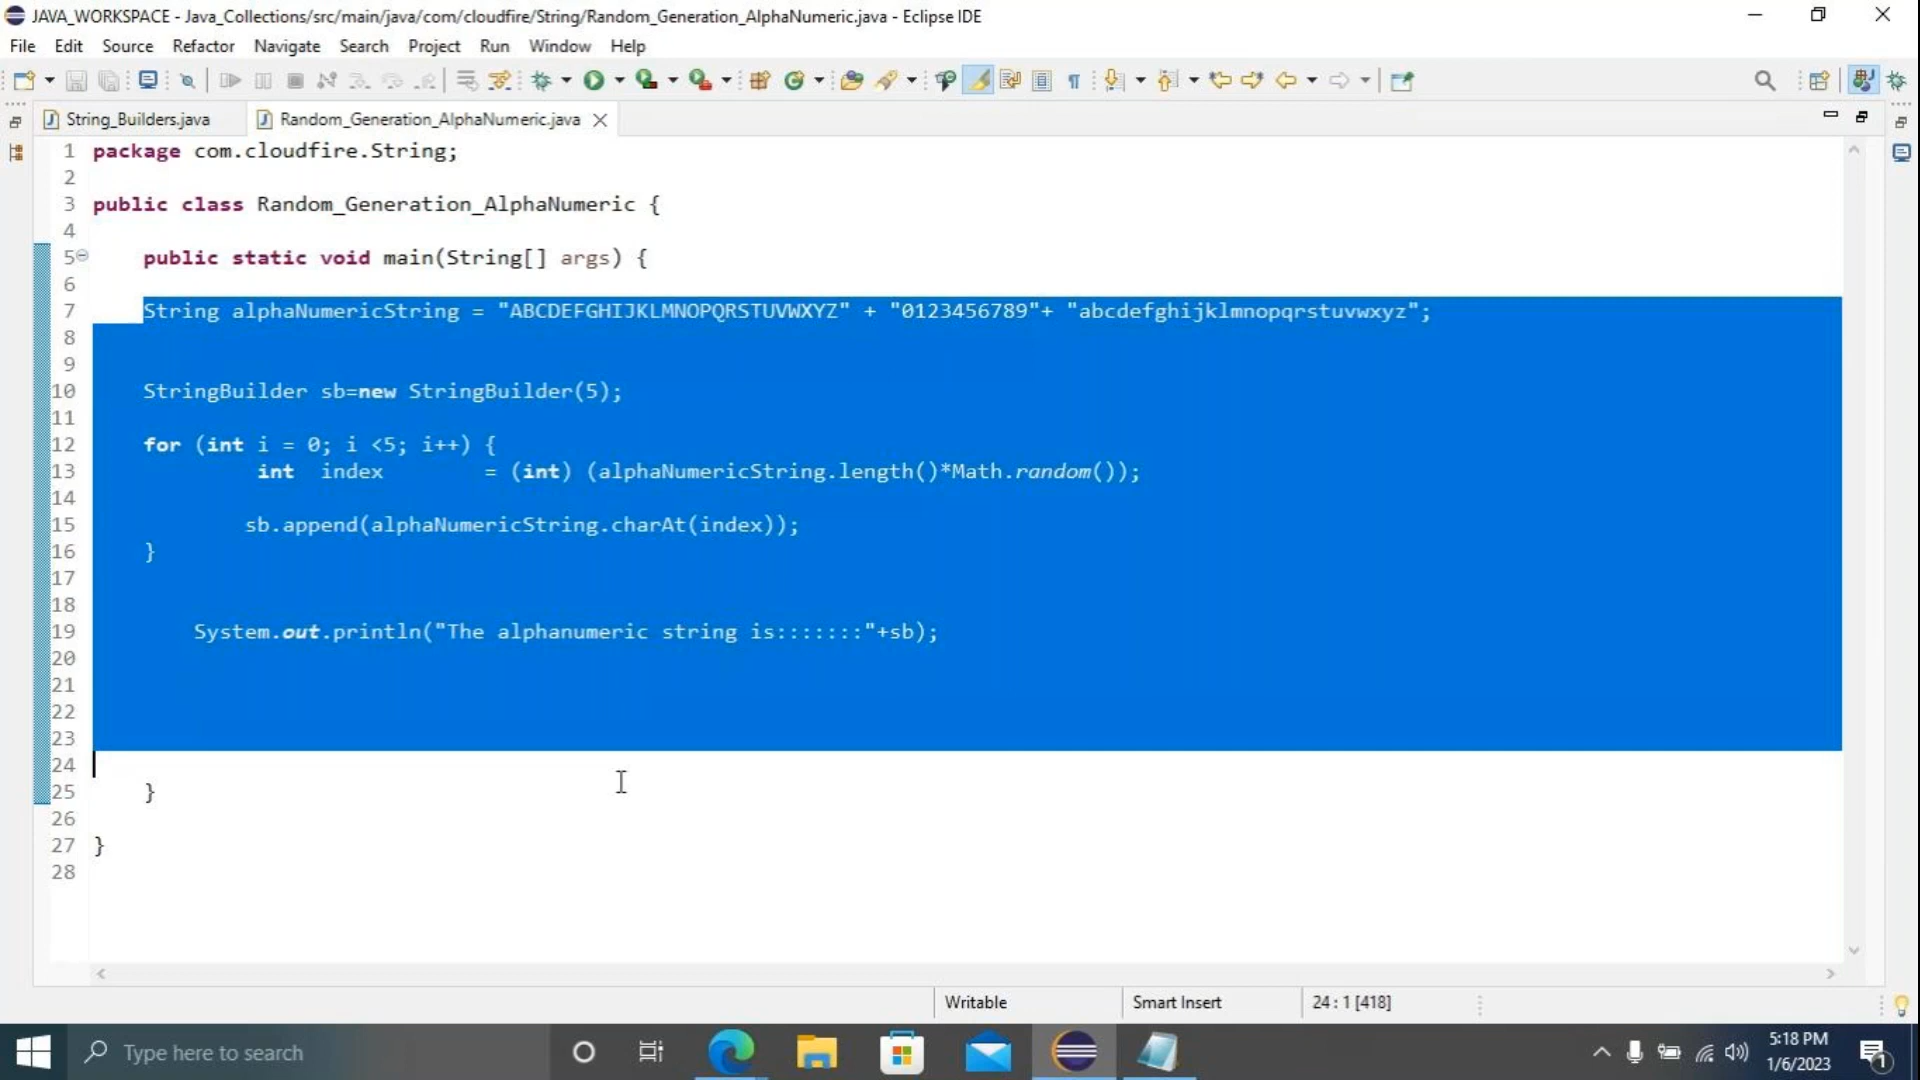 JAVA_WORKSPACE - Java_Collections/src/main/java/com/cloudfire/String/Random_Generation_AlphaNumeric.java - Eclipse IDE
File Edit Source Refactor Navigate Search Project Run Window Help
String_Builders.java Random_Generation_AlphaNumeric.java
1 package com.cloudfire.String;
2
3 public class Random_Generation_AlphaNumeric {
4
5 public static void main(String[] args) {
6
7 String alphaNumericString = "ABCDEFGHIJKLMNOPQRSTUVWXYZ" + "0123456789"+ "abcdefghijklmnopqrstuvwxyz";
8
9
10 StringBuilder sb=new StringBuilder(5);
11
12 for (int i = 0; i <5; i++) {
13 int index = (int) (alphaNumericString.length()*Math.random());
14
15 sb.append(alphaNumericString.charAt(index));
16 }
17
18
19 System.out.println("The alphanumeric string is:::::::"+sb);
20
21
22
23
24
25 }
26
27 }
28
Writable Smart Insert 24 : 1 [418]
Type here to search
5:18 PM
1/6/2023
1